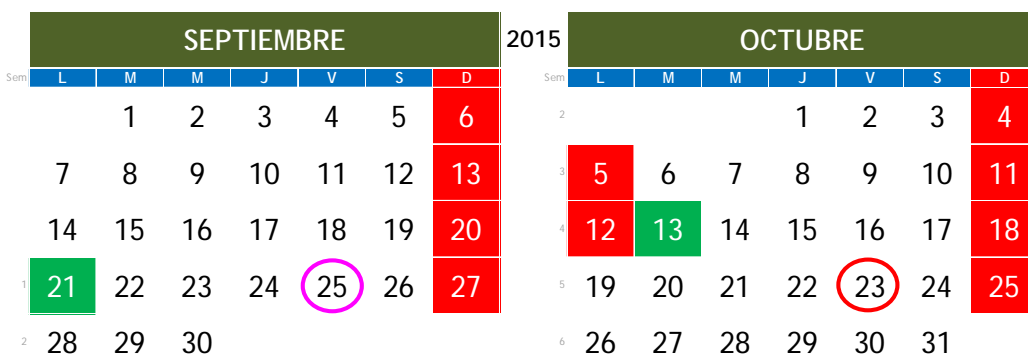 SEPTIEMBRE 2015 OCTUBRE
Sem L M M J V S D Sem L M M J V S D
1 2 3 4 5 6 2 1 2 3 4
7 8 9 10 11 12 13 3 5 6 7 8 9 10 11
14 15 16 17 18 19 20 4 12 13 14 15 16 17 18
1 21 22 23 24 25 26 27 5 19 20 21 22 23 24 25
2 28 29 30 6 26 27 28 29 30 31